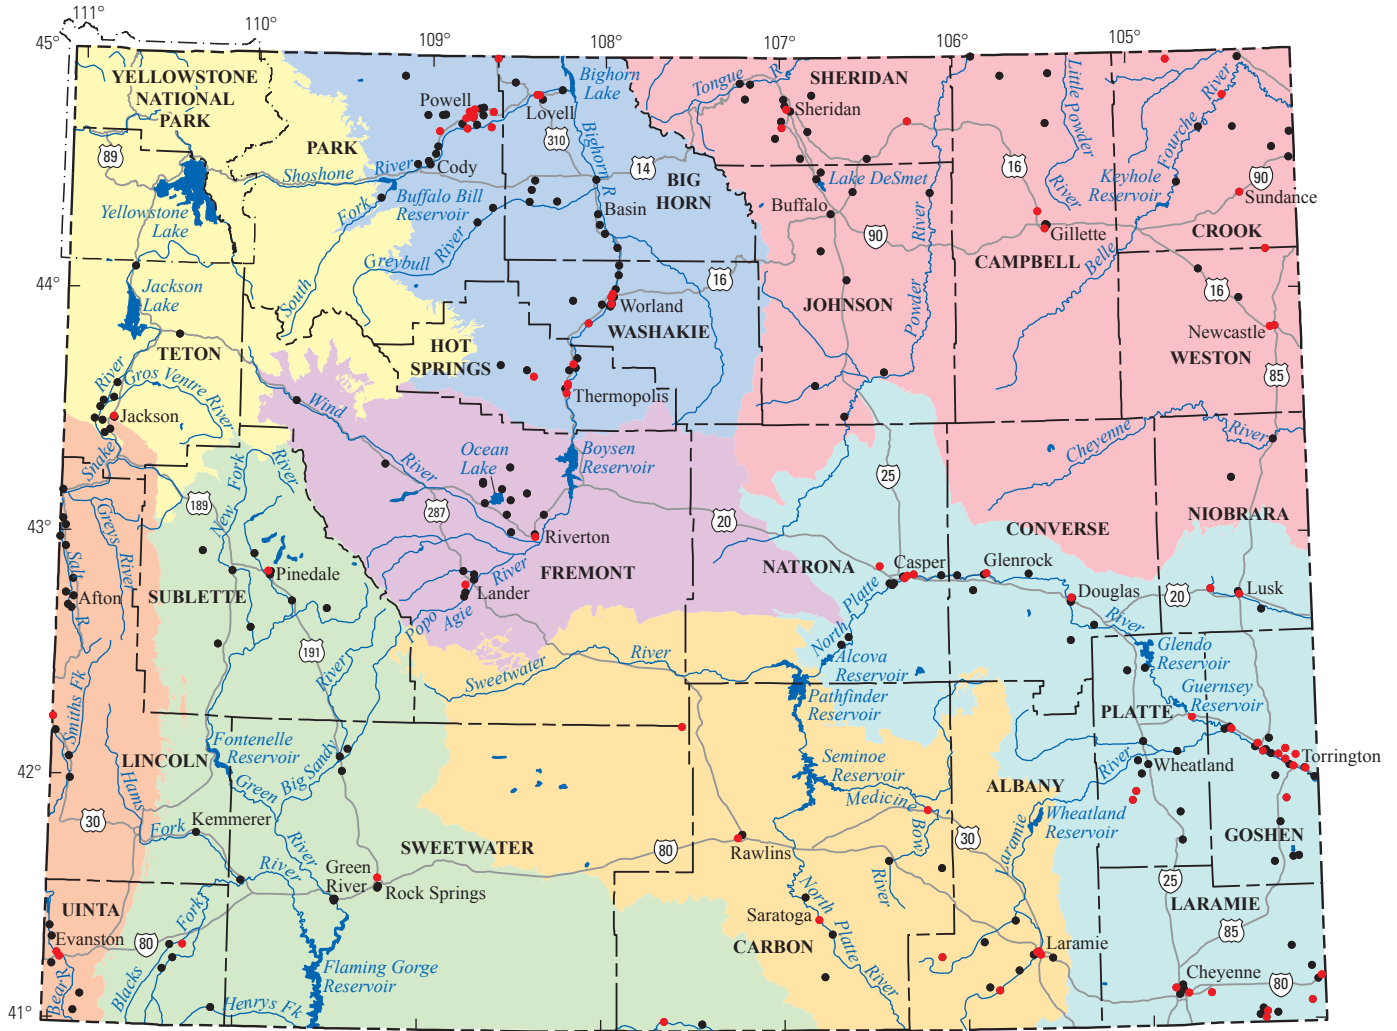 111°
110°
109°
108°
107°
106°
105°
45°
44°
43°
42°
41°
YELLOWSTONE
NATIONAL
PARK
89
Yellowstone
Lake
Jackson
Lake
TETON
River
Gros Ventre
River
Jackson
Snake
PARK
Powell
Lovell
Bighorn
Lake
310
Bighorn R
14
Cody
Shoshone
River
Buffalo Bill
Reservoir
South
Fork
Greybull
River
BIG
HORN
Basin
16
Worland
WASHAKIE
HOT
SPRINGS
Thermopolis
Tongue
R
SHERIDAN
Sheridan
Lake DeSmet
Buffalo
90
JOHNSON
Powder
River
Little powder
River
16
Gillette
CAMPBELL
Belle
Fourche
River
Keyhole
Reservoir
90
Sundance
CROOK
16
Newcastle
WESTON
85
Wind
River
Ocean
Lake
Boysen
Reservoir
287
Riverton
FREMONT
20
Lander
Popo
Agie
River
189
New
Fork
River
Greys
River
Salt
R
Afton
SUBLETTE
Pinedale
191
River
25
Cheyenne
River
CONVERSE
NIOBRARA
NATRONA
Casper
Glenrock
Douglas
20
Lusk
North
Platte
River
Alcova
Reservoir
Glendo
Reservoir
Sweetwater
River
Pathfinder
Reservoir
Guernsey
Reservoir
PLATTE
Smiths Fk
LINCOLN
Fontenelle
Reservoir
Green
Big Sandy
River
Hams
Fork
30
Kemmerer
River
Seminoe
Reservoir
Medicine
Bow
River
ALBANY
River
Wheatland
Torrington
Wheatland
Reservoir
Laramie
30
GOSHEN
SWEETWATER
80
Rawlins
Green
River
Rock Springs
25
LARAMIE
85
UINTA
Evanston
80
Fork
Blacks
Bear R
Flaming Gorge
Reservoir
Henrys Fk
Saratoga
North
Platte
River
CARBON
Laramie
Cheyenne
80